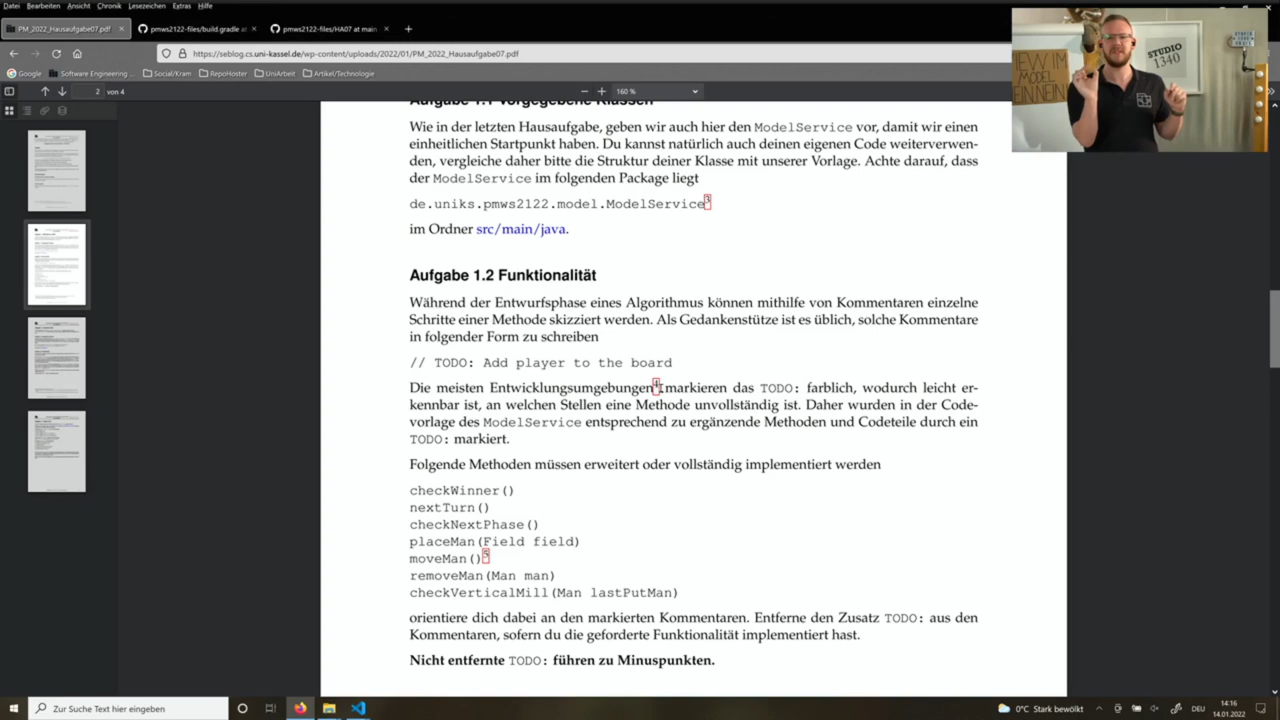 Datei Bearbeiten Ansicht Chronik Lesezeichen Extras Hilfe
PM_2022_Hausaufgabe07.pdf
pmws2122-files/build.gradle at
pmws2122-files/HA07 at main
https://seblog.cs.uni-kassel.de/wp-content/uploads/2022/01/PM_2022_Hausaufgabe07.pdf
Google Software Engineering ... Social/Kram RepoHoster UniArbeit Artikel/Technologie
2 von 4
160 %
Aufgabe 1.1 Vorgegebene Klassen
Wie in der letzten Hausaufgabe, geben wir auch hier den ModelService vor, damit wir einen
einheitlichen Startpunkt haben. Du kannst natürlich auch deinen eigenen Code weiterverwen-
den, vergleiche daher bitte die Struktur deiner Klasse mit unserer Vorlage. Achte darauf, dass
der ModelService im folgenden Package liegt
de.uniks.pmws2122.model.ModelService3
im Ordner src/main/java.
Aufgabe 1.2 Funktionalität
Während der Entwurfsphase eines Algorithmus können mithilfe von Kommentaren einzelne
Schritte einer Methode skizziert werden. Als Gedankenstütze ist es üblich, solche Kommentare
in folgender Form zu schreiben
// TODO: Add player to the board
Die meisten Entwicklungsumgebungen4 markieren das TODO: farblich, wodurch leicht er-
kennbar ist, an welchen Stellen eine Methode unvollständig ist. Daher wurden in der Code-
vorlage des ModelService entsprechend zu ergänzende Methoden und Codeteile durch ein
TODO: markiert.
Folgende Methoden müssen erweitert oder vollständig implementiert werden
checkWinner()
nextTurn()
checkNextPhase()
placeMan(Field field)
moveMan()5
removeMan(Man man)
checkVerticalMill(Man lastPutMan)
orientiere dich dabei an den markierten Kommentaren. Entferne den Zusatz TODO: aus den
Kommentaren, sofern du die geforderte Funktionalität implementiert hast.
Nicht entfernte TODO: führen zu Minuspunkten.
STUDIO
1340
MODEL
Zur Suche Text hier eingeben
0°C Stark bewölkt
DEU
14:16
14.01.2022